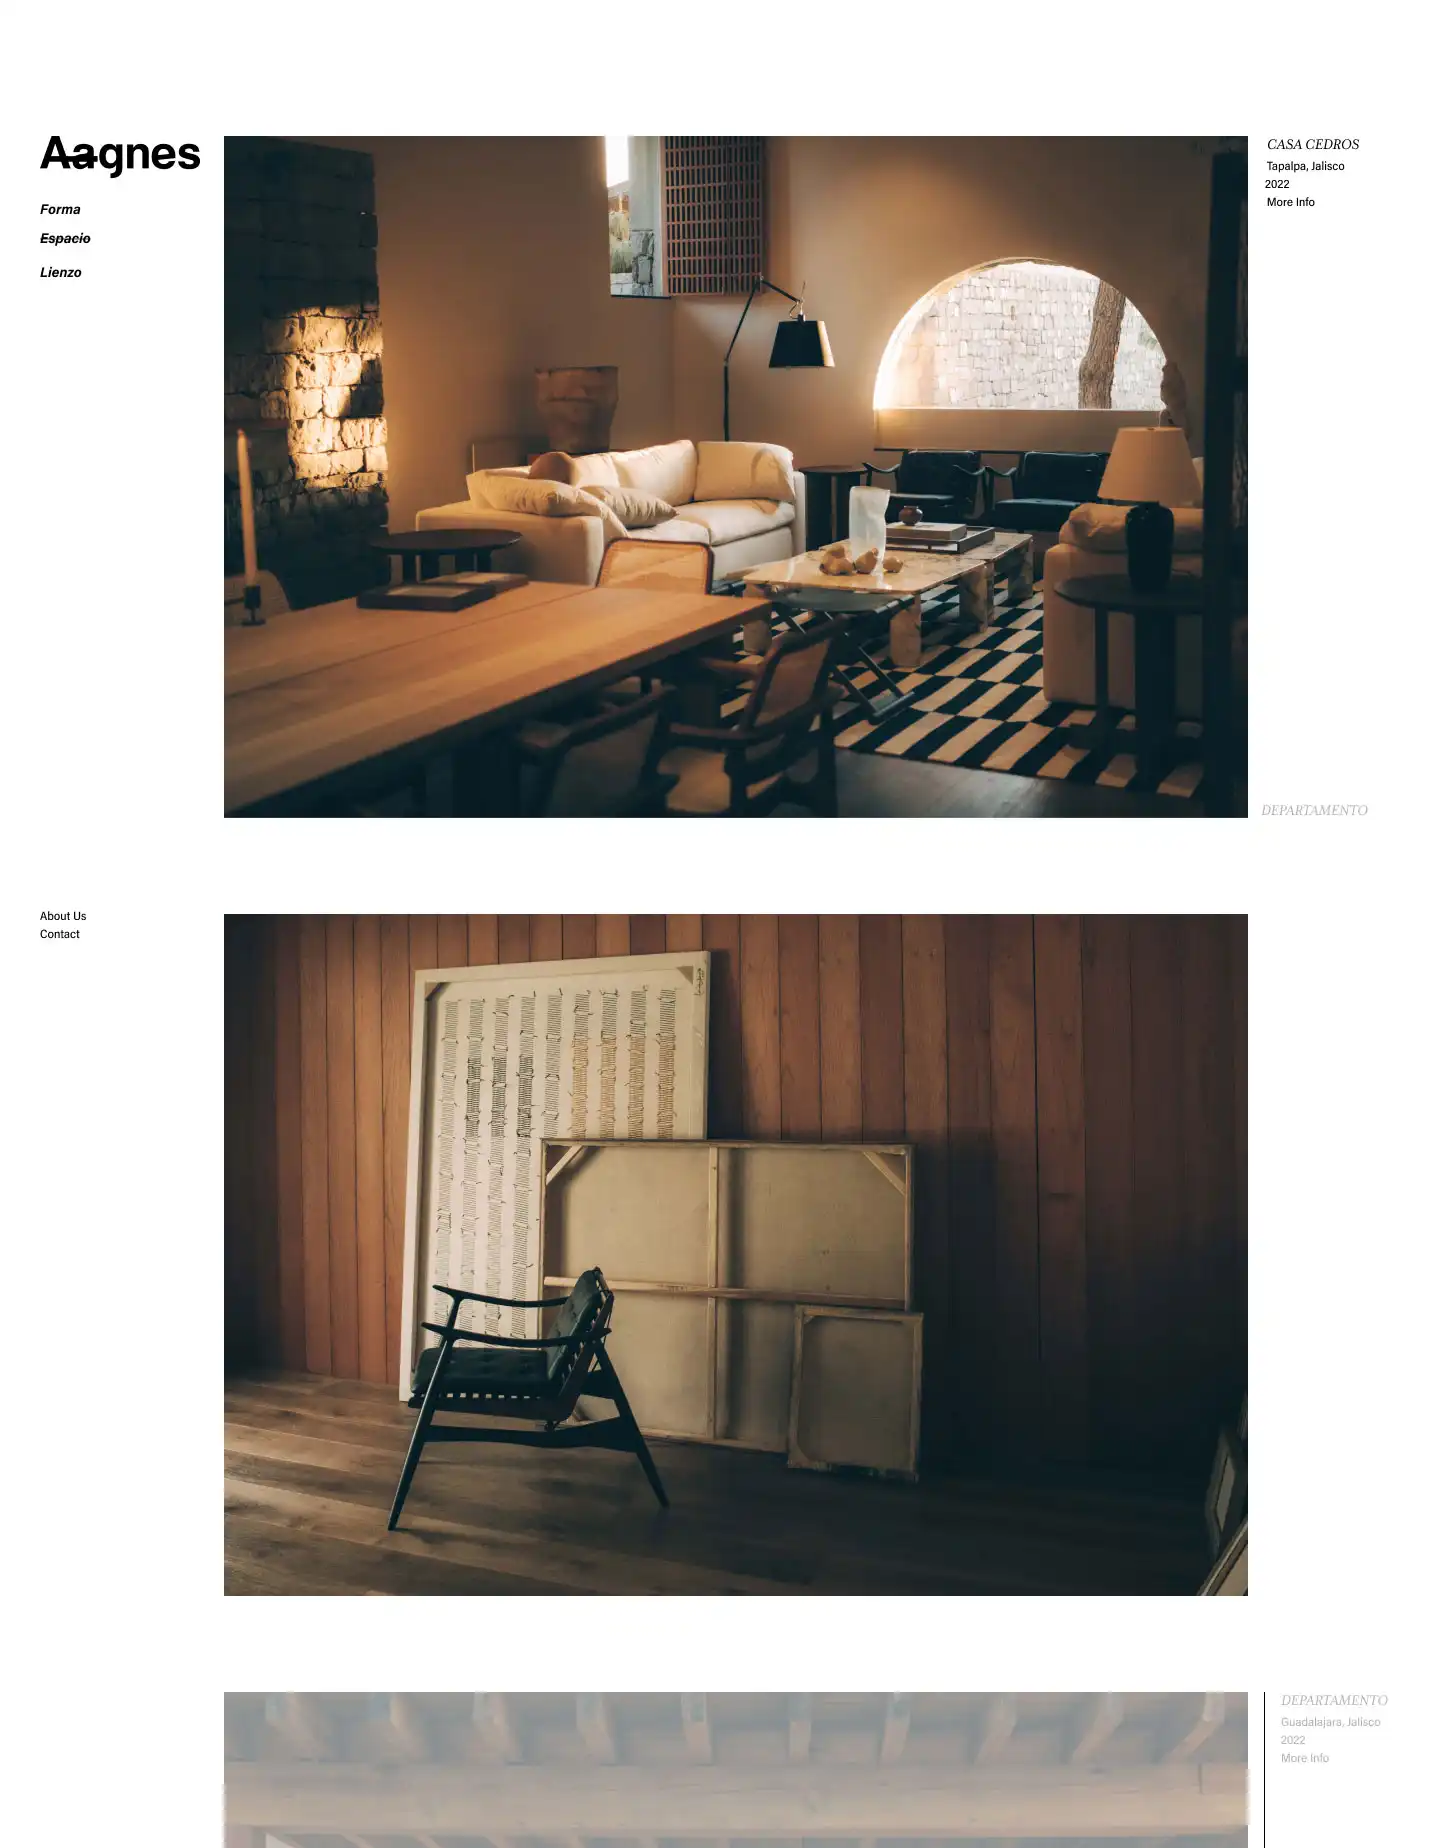 Aagnes
Forma
Espacio
Lienzo
CASA CEDROS
Tapalpa, Jalisco
2022
More Info
DEPARTAMENTO
About Us
Contact
DEPARTAMENTO
Guadalajara, Jalisco
2022
More Info